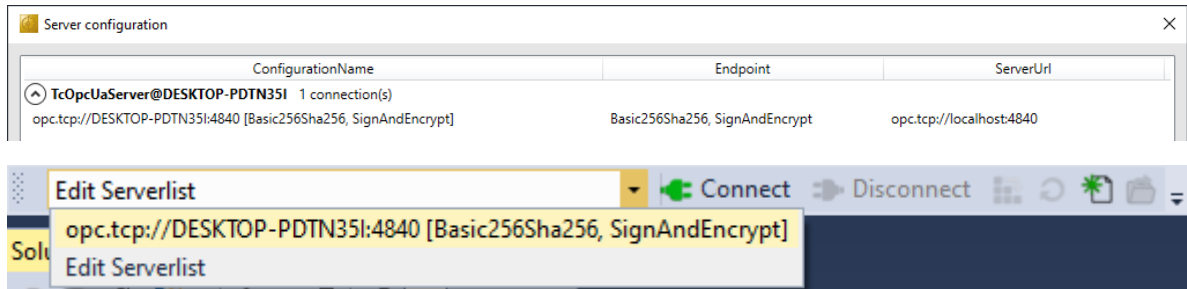 Server configuration
ConfigurationName Endpoint ServerUrl
TcOpcUaServer@DESKTOP-PDTN35I 1 connection(s)
opc.tcp://DESKTOP-PDTN35I:4840 [Basic256Sha256, SignAndEncrypt] Basic256Sha256, SignAndEncrypt opc.tcp://localhost:4840
Edit Serverlist Connect Disconnect
opc.tcp://DESKTOP-PDTN35I:4840 [Basic256Sha256, SignAndEncrypt]
Solu
Edit Serverlist